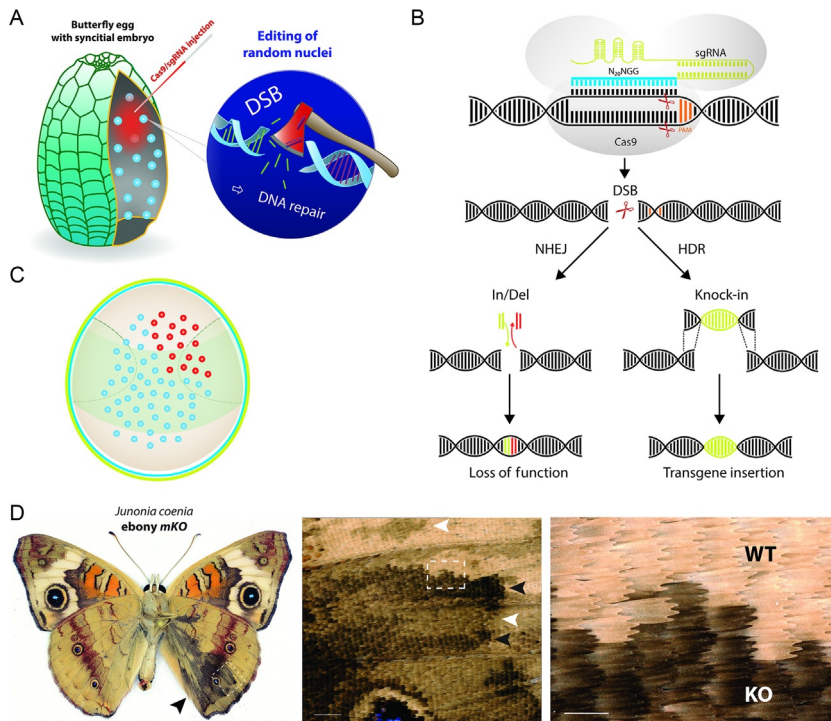 A
Butterfly egg
with syncitial embryo
Cas9/sgRNA injection
Editing of
random nuclei
DSB
⇨ DNA repair
B
sgRNA
N₂₀NGG
PAM
Cas9
DSB
NHEJ
HDR
In/Del
Knock-in
Loss of function
Transgene insertion
C
D
Junonia coenia
ebony mKO
WT
KO